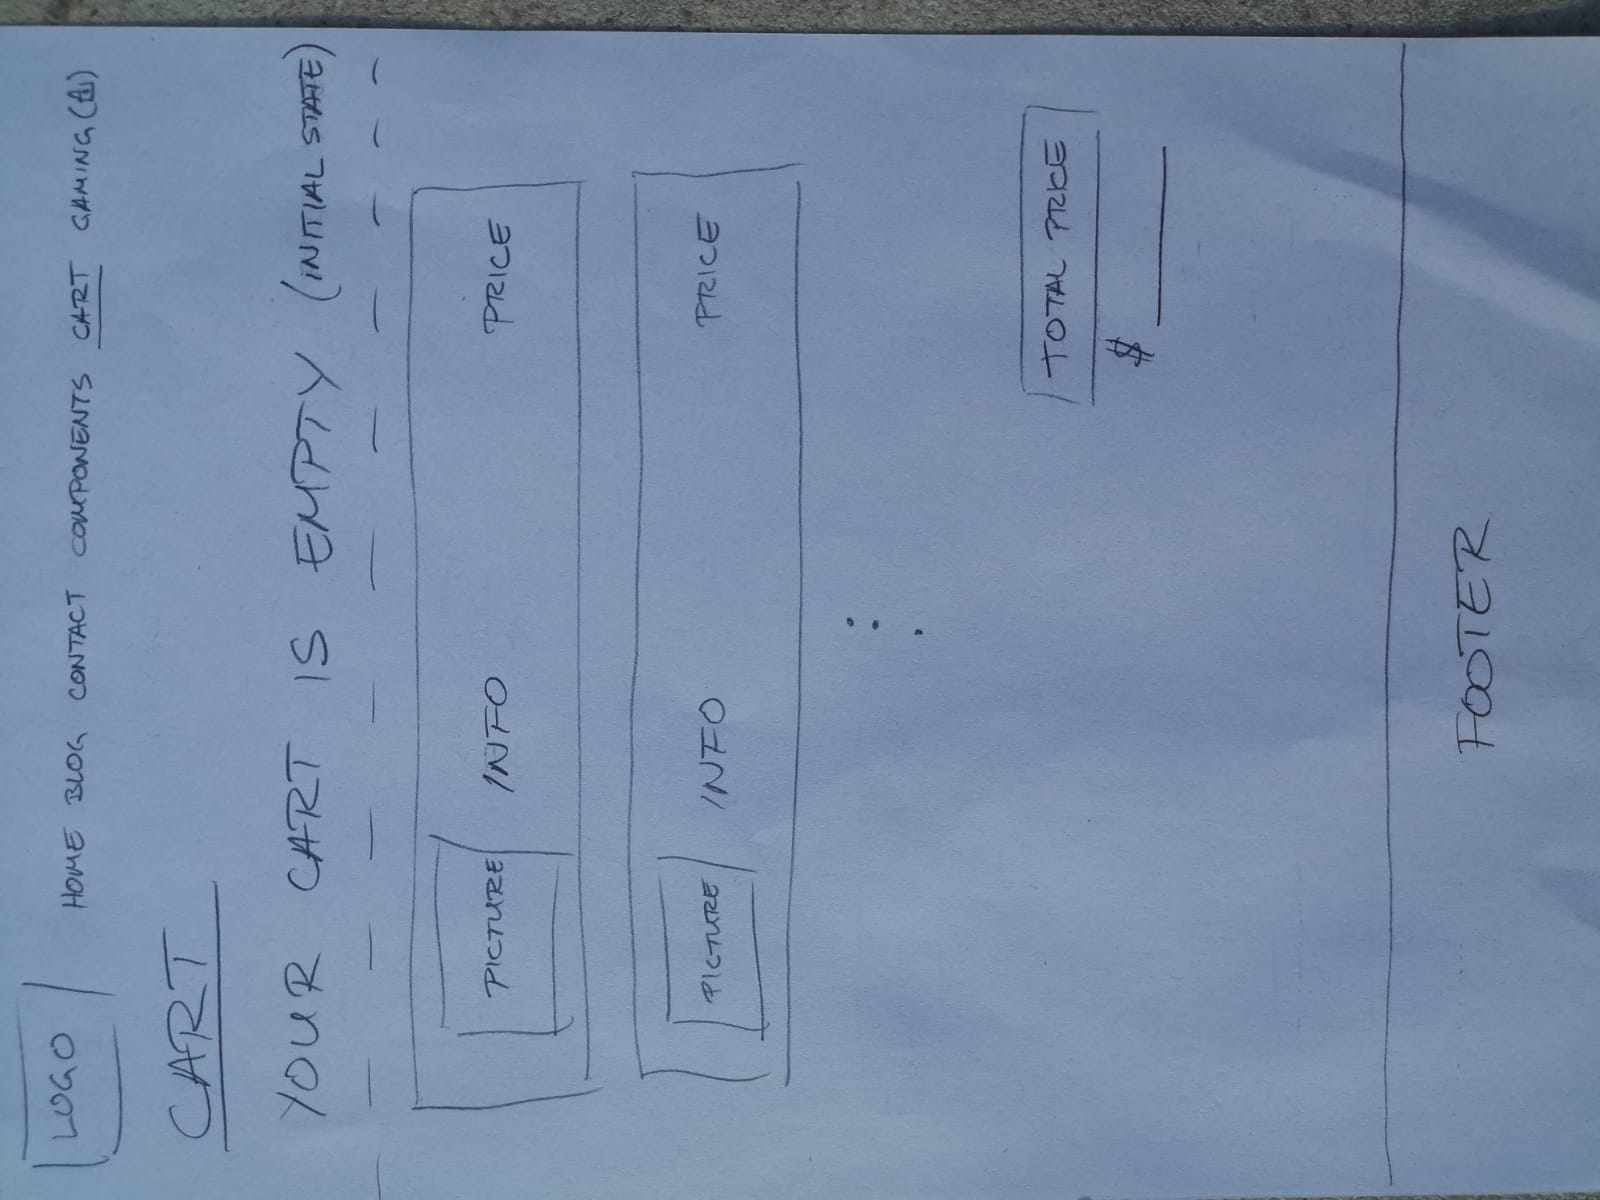 LOGO HOME BLOG CONTACT COMPONENTS CART GAMING
CART
YOUR CART IS EMPTY (INITIAL STATE)
PICTURE INFO PRICE
PICTURE INFO PRICE
TOTAL PRICE
$
FOOTER